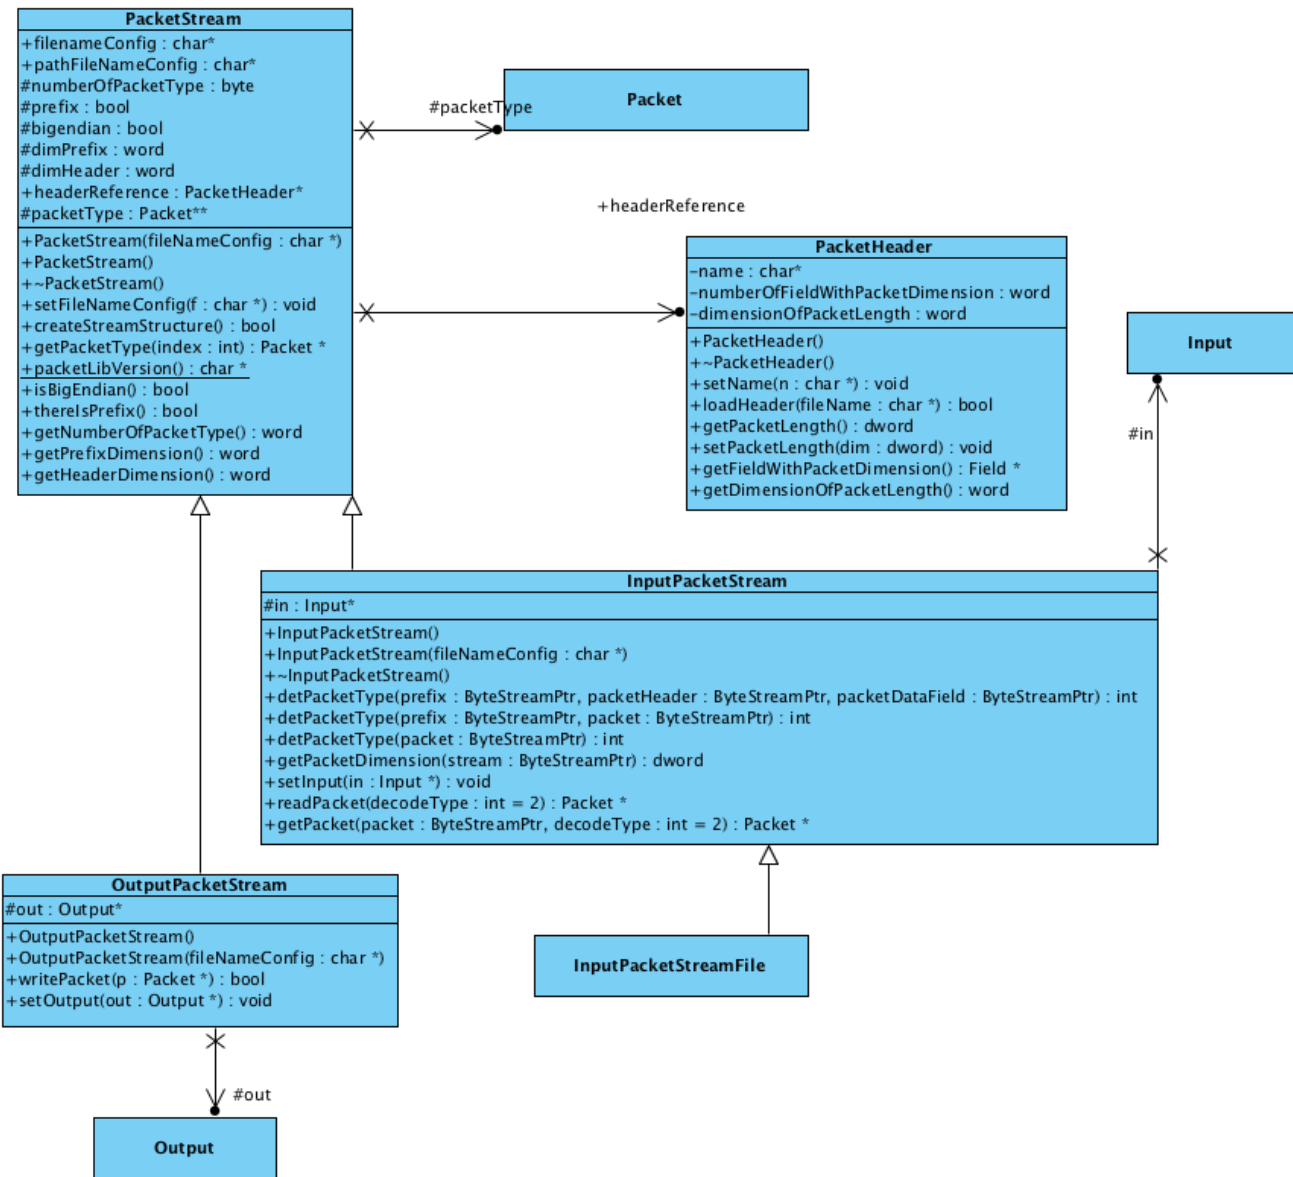 PacketStream
+filenameConfig : char*
+pathFileNameConfig : char*
#numberOfPacketType : byte
#prefix : bool
#bigendian : bool
#dimPrefix : word
#dimHeader : word
+headerReference : PacketHeader*
#packetType : Packet**
+PacketStream(fileNameConfig : char *)
+PacketStream()
+~PacketStream()
+setFileNameConfig(f : char *) : void
+createStreamStructure() : bool
+getPacketType(index : int) : Packet *
+packetLibVersion() : char *
+isBigEndian() : bool
+thereIsPrefix() : bool
+getNumberOfPacketType() : word
+getPrefixDimension() : word
+getHeaderDimension() : word
#packetType
Packet
+headerReference
PacketHeader
-name : char*
-numberOfFieldWithPacketDimension : word
-dimensionOfPacketLength : word
+PacketHeader()
+~PacketHeader()
+setName(n : char *) : void
+loadHeader(fileName : char *) : bool
+getPacketLength() : dword
+setPacketLength(dim : dword) : void
+getFieldWithPacketDimension() : Field *
+getDimensionOfPacketLength() : word
Input
#in
InputPacketStream
#in : Input*
+InputPacketStream()
+InputPacketStream(fileNameConfig : char *)
+~InputPacketStream()
+detPacketType(prefix : ByteStreamPtr, packetHeader : ByteStreamPtr, packetDataField : ByteStreamPtr) : int
+detPacketType(prefix : ByteStreamPtr, packet : ByteStreamPtr) : int
+detPacketType(packet : ByteStreamPtr) : int
+getPacketDimension(stream : ByteStreamPtr) : dword
+setInput(in : Input *) : void
+readPacket(decodeType : int = 2) : Packet *
+getPacket(packet : ByteStreamPtr, decodeType : int = 2) : Packet *
OutputPacketStream
#out : Output*
+OutputPacketStream()
+OutputPacketStream(fileNameConfig : char *)
+writePacket(p : Packet *) : bool
+setOutput(out : Output *) : void
InputPacketStreamFile
#out
Output